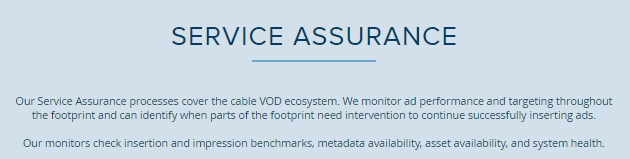 SERVICE ASSURANCE
Our Service Assurance processes cover the cable VOD ecosystem. We monitor ad performance and targeting throughout
the footprint and can identify when parts of the footprint need intervention to continue successfully inserting ads.
Our monitors check insertion and impression benchmarks, metadata availability, asset availability, and system health.